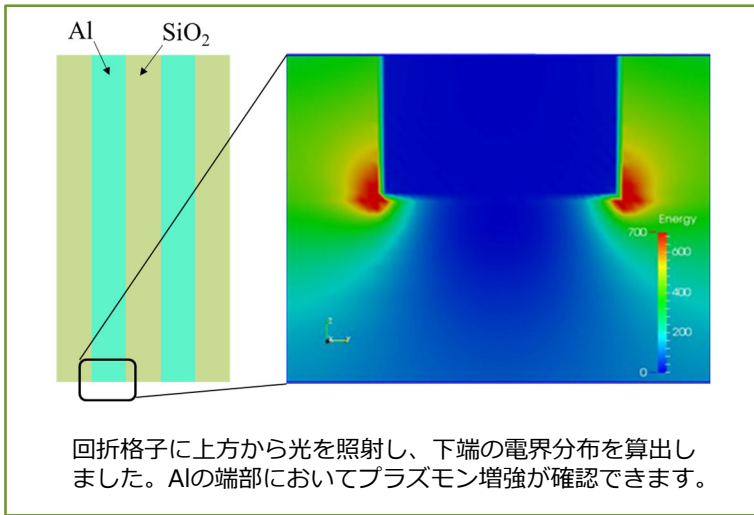 Al SiO₂
Energy
700
600
400
200
0
z
x y
回折格子に上方から光を照射し、下端の電界分布を算出し
ました。Alの端部においてプラズモン増強が確認できます。